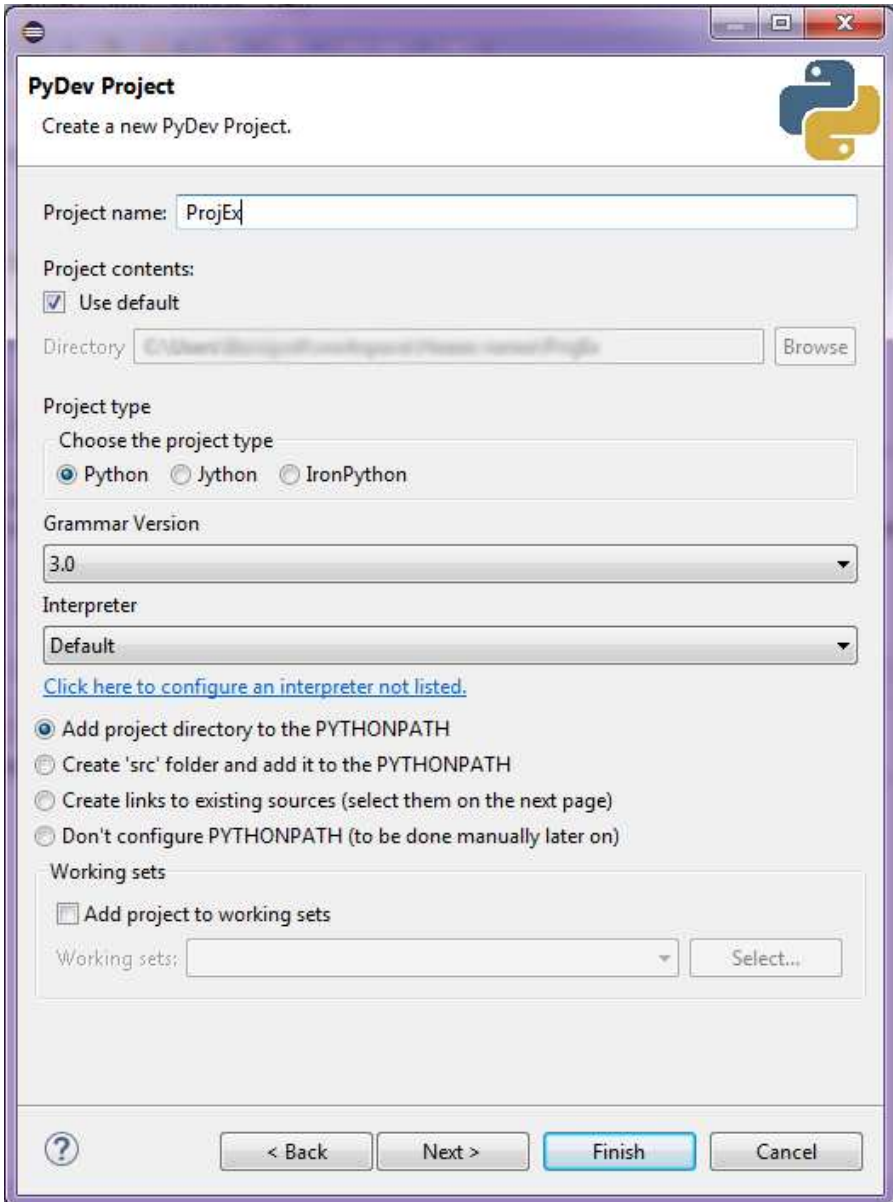 PyDev Project
Create a new PyDev Project.
Project name: ProjEx
Project contents:
Use default
Directory Browse
Project type
Choose the project type
Python Jython IronPython
Grammar Version
3.0
Interpreter
Default
Click here to configure an interpreter not listed.
Add project directory to the PYTHONPATH
Create 'src' folder and add it to the PYTHONPATH
Create links to existing sources (select them on the next page)
Don't configure PYTHONPATH (to be done manually later on)
Working sets
Add project to working sets
Working sets: Select...
? < Back Next > Finish Cancel